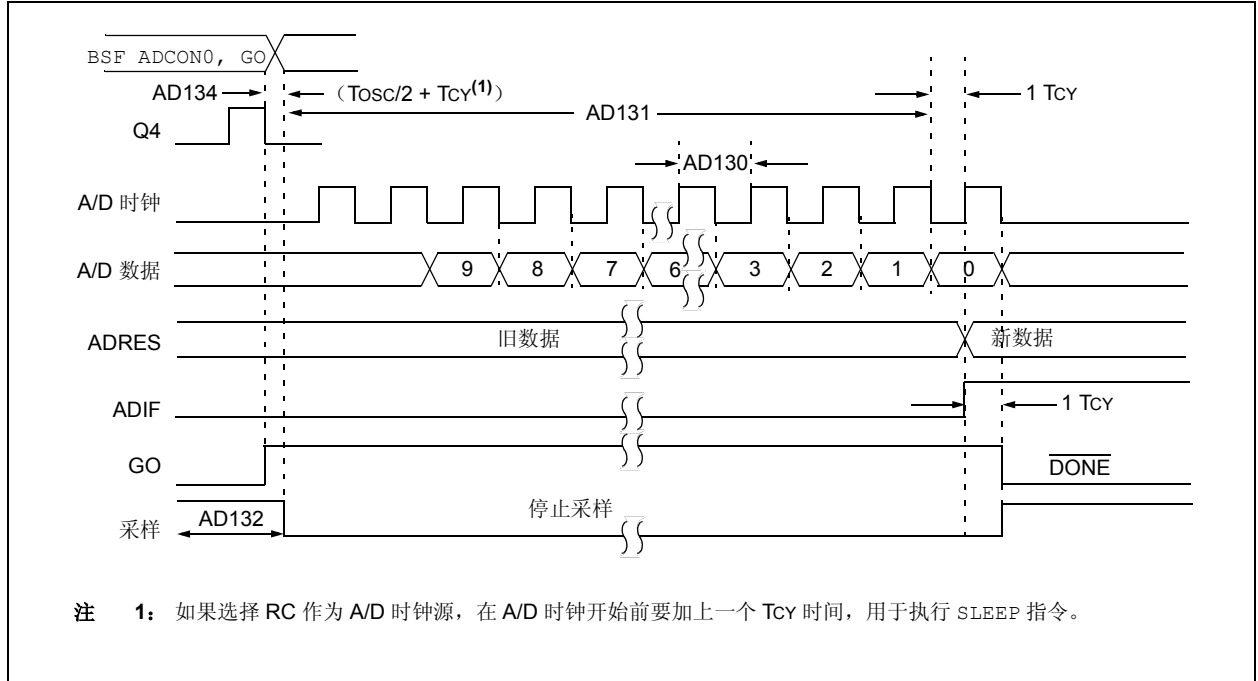 BSF ADCON0, GO
AD134 （TOSC/2 + TCY(1)） 1 TCY
AD131
Q4
AD130
A/D 时钟
A/D 数据 9 8 7 6 3 2 1 0
ADRES 旧数据 新数据
ADIF 1 TCY
GO DONE
采样 AD132 停止采样
注 1： 如果选择 RC 作为 A/D 时钟源，在 A/D 时钟开始前要加上一个 TCY 时间，用于执行 SLEEP 指令。